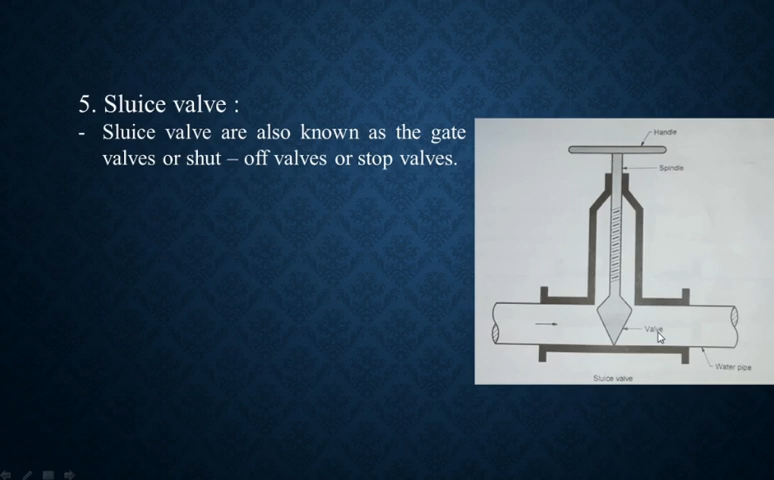 5. Sluice valve :
- Sluice valve are also known as the gate
valves or shut – off valves or stop valves.
Handle
Spindle
Valve
Water pipe
Sluice valve